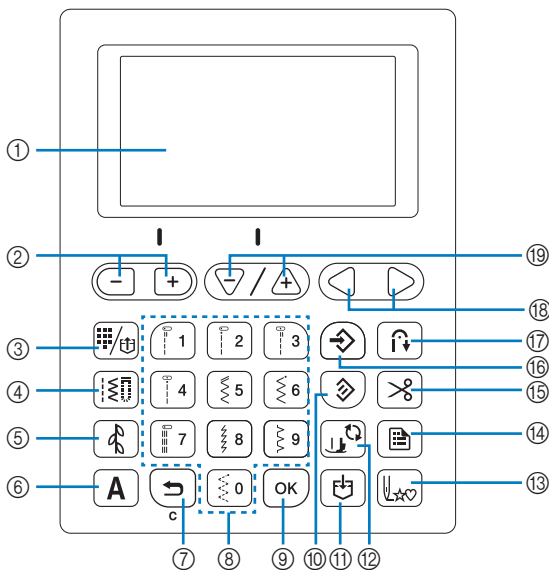 ①
② − + − / + ⑲
⑱
③ 1 2 3 ⑰
⑯
④ 4 5 6 ⑮
⑤ 7 8 9 ⑭
⑥ A C 0 OK ⑬
⑦ ⑧ ⑨ ⑩ ⑪ ⑫